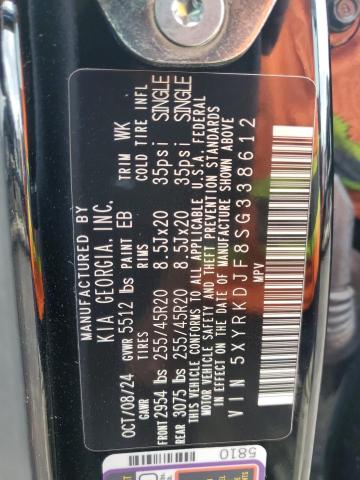 MANUFACTURED BY
KIA GEORGIA, INC.
OCT/08/24 GVWR 5512 lbs PAINT EB TRIM WK
GAWR TIRES RIMS COLD TIRE INFL
FRONT 2954 lbs 255/45R20 8.5Jx20 35psi SINGLE
REAR 3075 lbs 255/45R20 8.5Jx20 35psi SINGLE
THIS VEHICLE CONFORMS TO ALL APPLICABLE U.S.A. FEDERAL
MOTOR VEHICLE SAFETY AND THEFT PREVENTION STANDARDS
IN EFFECT ON THE DATE OF MANUFACTURE SHOWN ABOVE
VIN 5XYRKDJF8SG338612
MPV
5810